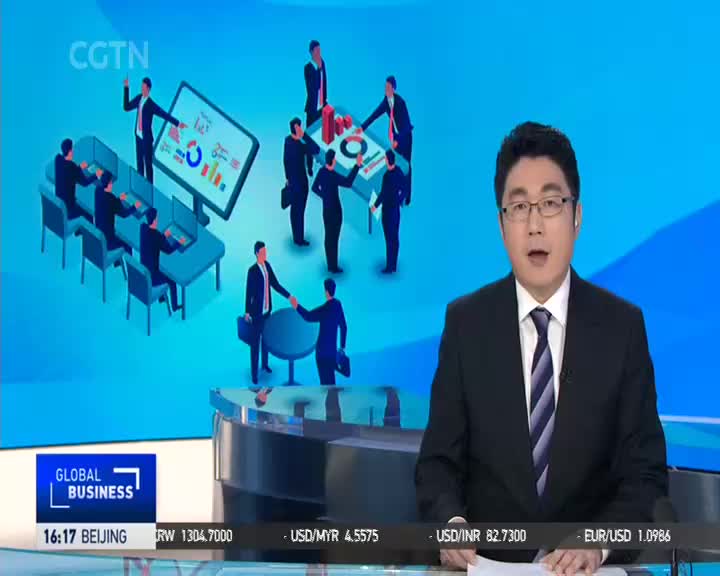 CGTN
GLOBAL
BUSINESS
16:17 BEIJING
KRW 1304.7000 - USD/MYR 4.5575 - USD/INR 82.7300 - EUR/USD 1.0986